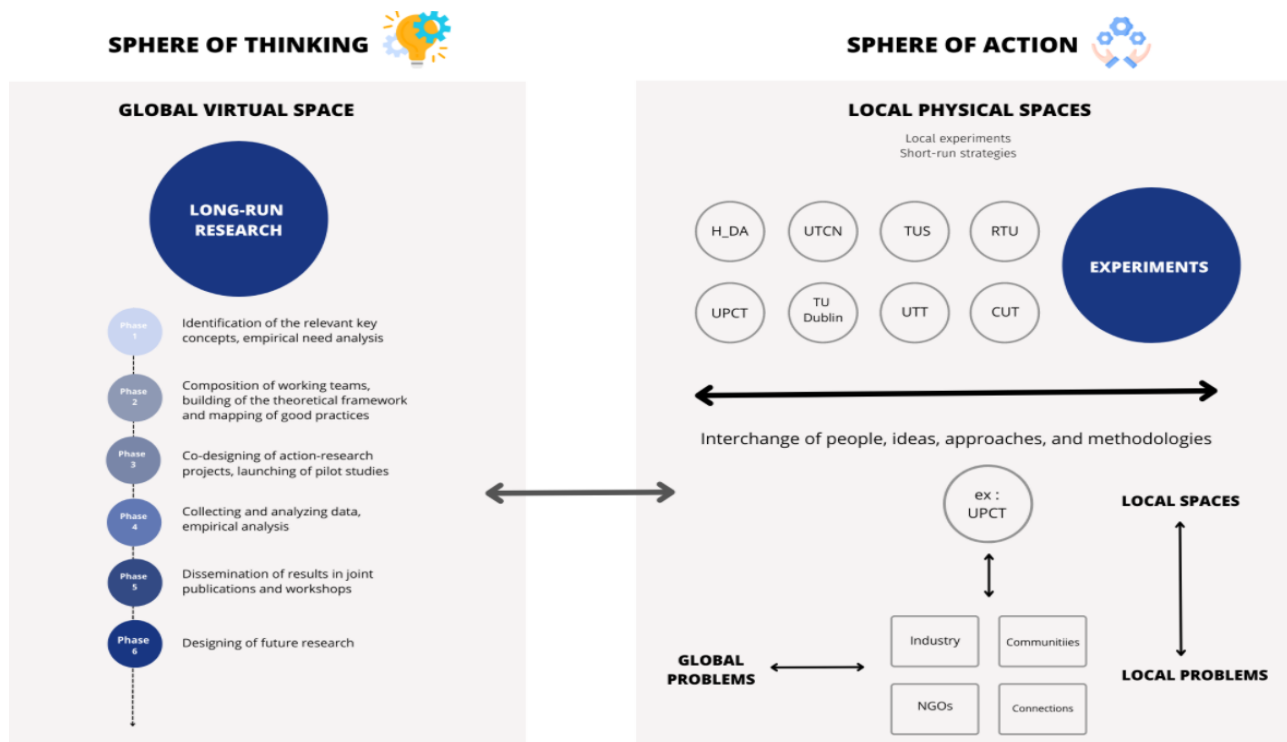 SPHERE OF THINKING
GLOBAL VIRTUAL SPACE
LONG-RUN
RESEARCH
Phase
1
Identification of the relevant key
concepts, empirical need analysis
Phase
2
Composition of working teams,
building of the theoretical framework
and mapping of good practices
Phase
3
Co-designing of action-research
projects, launching of pilot studies
Phase
4
Collecting and analyzing data,
empirical analysis
Phase
5
Dissemination of results in joint
publications and workshops
Phase
6
Designing of future research
SPHERE OF ACTION
LOCAL PHYSICAL SPACES
Local experiments
Short-run strategies
H_DA
UTCN
TUS
RTU
UPCT
TU
Dublin
UTT
CUT
EXPERIMENTS
Interchange of people, ideas, approaches, and methodologies
ex :
UPCT
LOCAL SPACES
Industry
Communitiies
GLOBAL
PROBLEMS
LOCAL PROBLEMS
NGOs
Connections